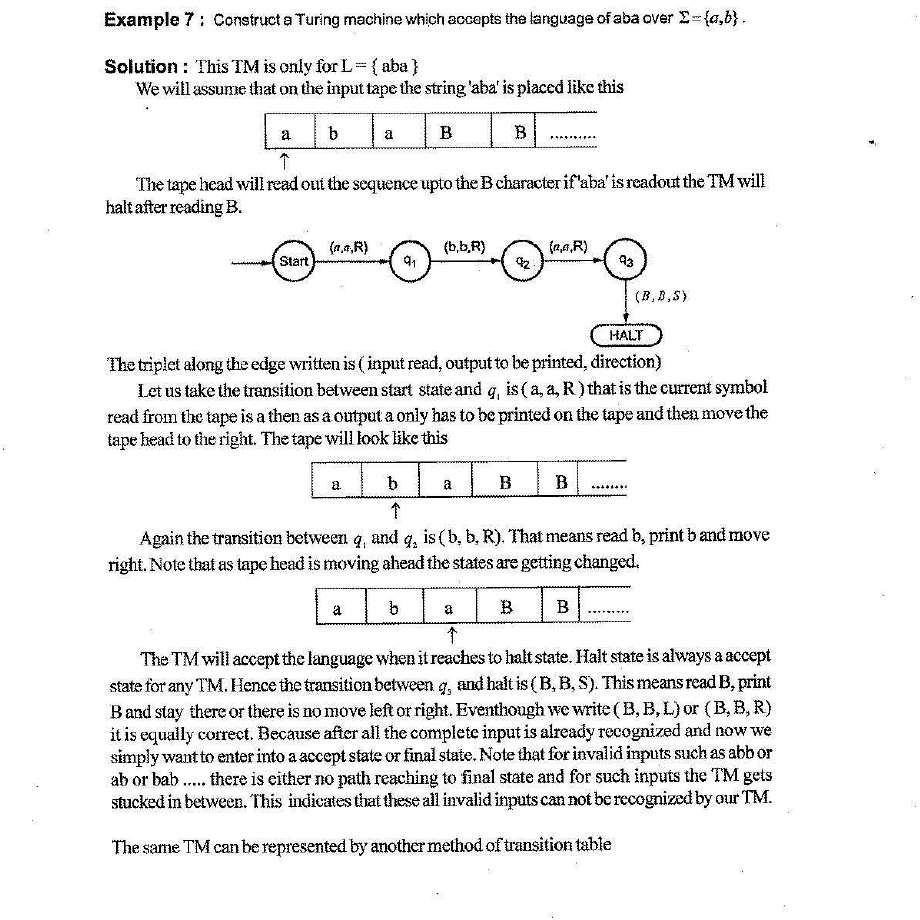 Example 7 : Construct a Turing machine which accepts the language of aba over Σ={a,b} .
Solution : This TM is only for L = { aba }
We will assume that on the input tape the string 'aba' is placed like this
a b a B B ..........
↑
The tape head will read out the sequence upto the B character if 'aba' is readout the TM will
halt after reading B.
(a,a,R) (b,b,R) (a,a,R)
Start q₁ q₂ q₃
(B,B,S)
HALT
The triplet along the edge written is ( input read, output to be printed, direction)
Let us take the transition between start state and q₁ is ( a, a, R ) that is the current symbol
read from the tape is a then as a output a only has to be printed on the tape and then move the
tape head to the right. The tape will look like this
a b a B B ........
↑
Again the transition between q₁ and q₂ is ( b, b, R). That means read b, print b and move
right. Note that as tape head is moving ahead the states are getting changed.
a b a B B .........
↑
The TM will accept the language when it reaches to halt state. Halt state is always a accept
state for any TM. Hence the transition between q₃ and halt is ( B, B, S). This means read B, print
B and stay there or there is no move left or right. Eventhough we write ( B, B, L) or ( B, B, R)
it is equally correct. Because after all the complete input is already recognized and now we
simply want to enter into a accept state or final state. Note that for invalid inputs such as abb or
ab or bab ..... there is either no path reaching to final state and for such inputs the TM gets
stucked in between. This indicates that these all invalid inputs can not be recognized by our TM.
The same TM can be represented by another method of transition table